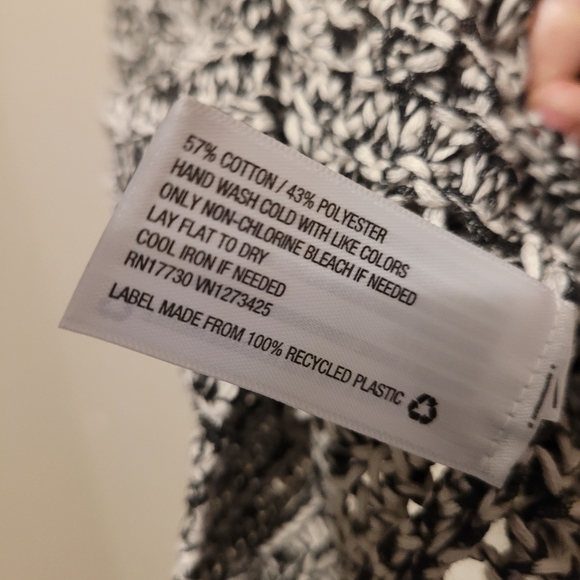 57% COTTON / 43% POLYESTER
HAND WASH COLD WITH LIKE COLORS
ONLY NON-CHLORINE BLEACH IF NEEDED
LAY FLAT TO DRY
COOL IRON IF NEEDED
RN17730 VN1273425
LABEL MADE FROM 100% RECYCLED PLASTIC